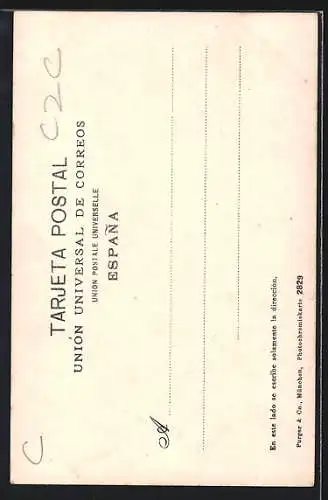 C2C
TARJETA POSTAL
UNIÓN UNIVERSAL DE CORREOS
UNION POSTALE UNIVERSELLE
ESPAÑA
A
En este lado se escribe solamente la dirección.
Purger & Co., München, Photochromiekarte 2829
C